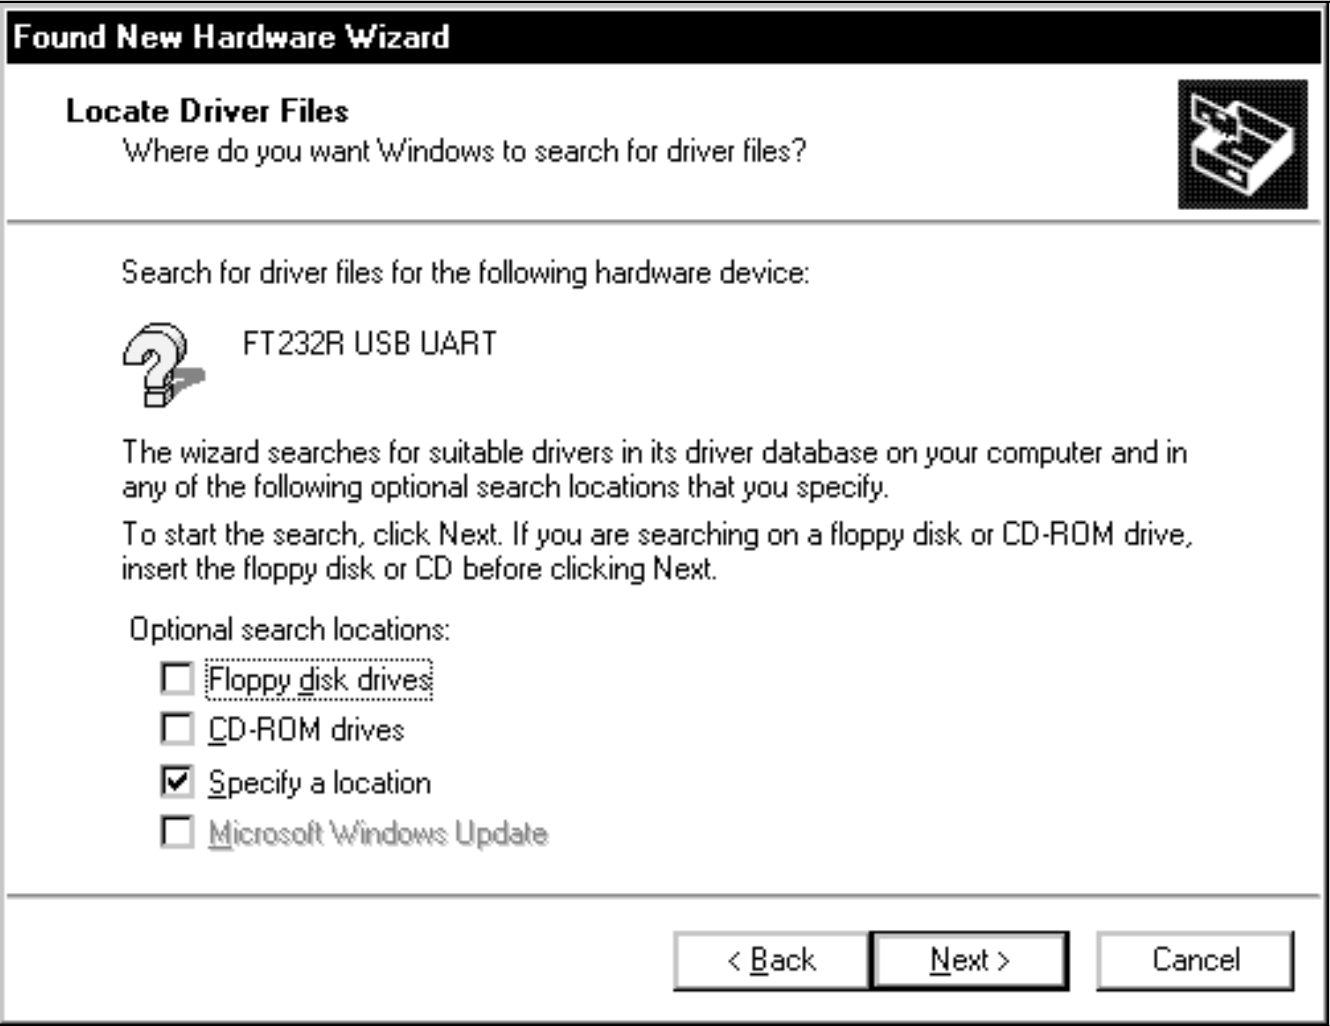 Found New Hardware Wizard
Locate Driver Files
Where do you want Windows to search for driver files?
Search for driver files for the following hardware device:
FT232R USB UART
The wizard searches for suitable drivers in its driver database on your computer and in
any of the following optional search locations that you specify.
To start the search, click Next. If you are searching on a floppy disk or CD-ROM drive,
insert the floppy disk or CD before clicking Next.
Optional search locations:
Floppy disk drives
CD-ROM drives
Specify a location
Microsoft Windows Update
< Back Next > Cancel